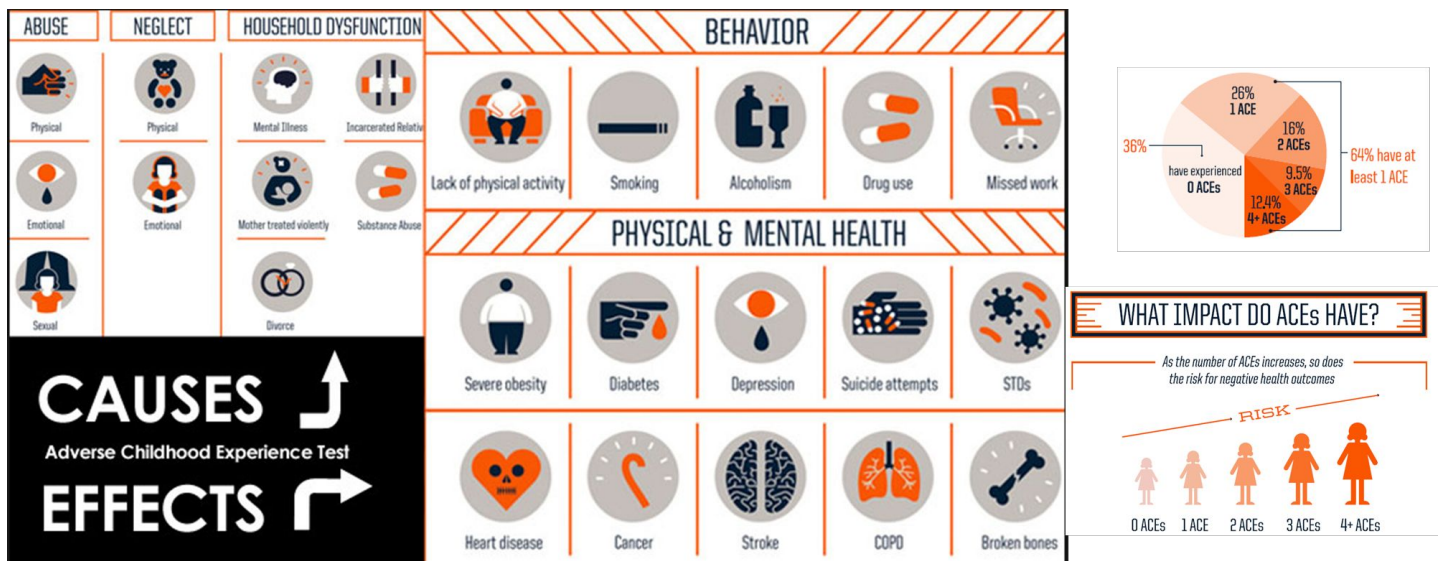 ABUSE
NEGLECT
HOUSEHOLD DYSFUNCTION
Physical
Physical
Mental Illness
Incarcerated Relativ
Emotional
Emotional
Mother treated violently
Substance Abuse
Sexual
Divorce
CAUSES
Adverse Childhood Experience Test
EFFECTS
BEHAVIOR
Lack of physical activity
Smoking
Alcoholism
Drug use
Missed work
PHYSICAL & MENTAL HEALTH
Severe obesity
Diabetes
Depression
Suicide attempts
STDs
Heart disease
Cancer
Stroke
COPD
Broken bones
26%
1 ACE
16%
2 ACEs
36%
have experienced
0 ACEs
9.5%
3 ACEs
12.4%
4+ ACEs
64% have at
least 1 ACE
WHAT IMPACT DO ACEs HAVE?
As the number of ACEs increases, so does
the risk for negative health outcomes
RISK
0 ACEs
1 ACE
2 ACEs
3 ACEs
4+ ACEs